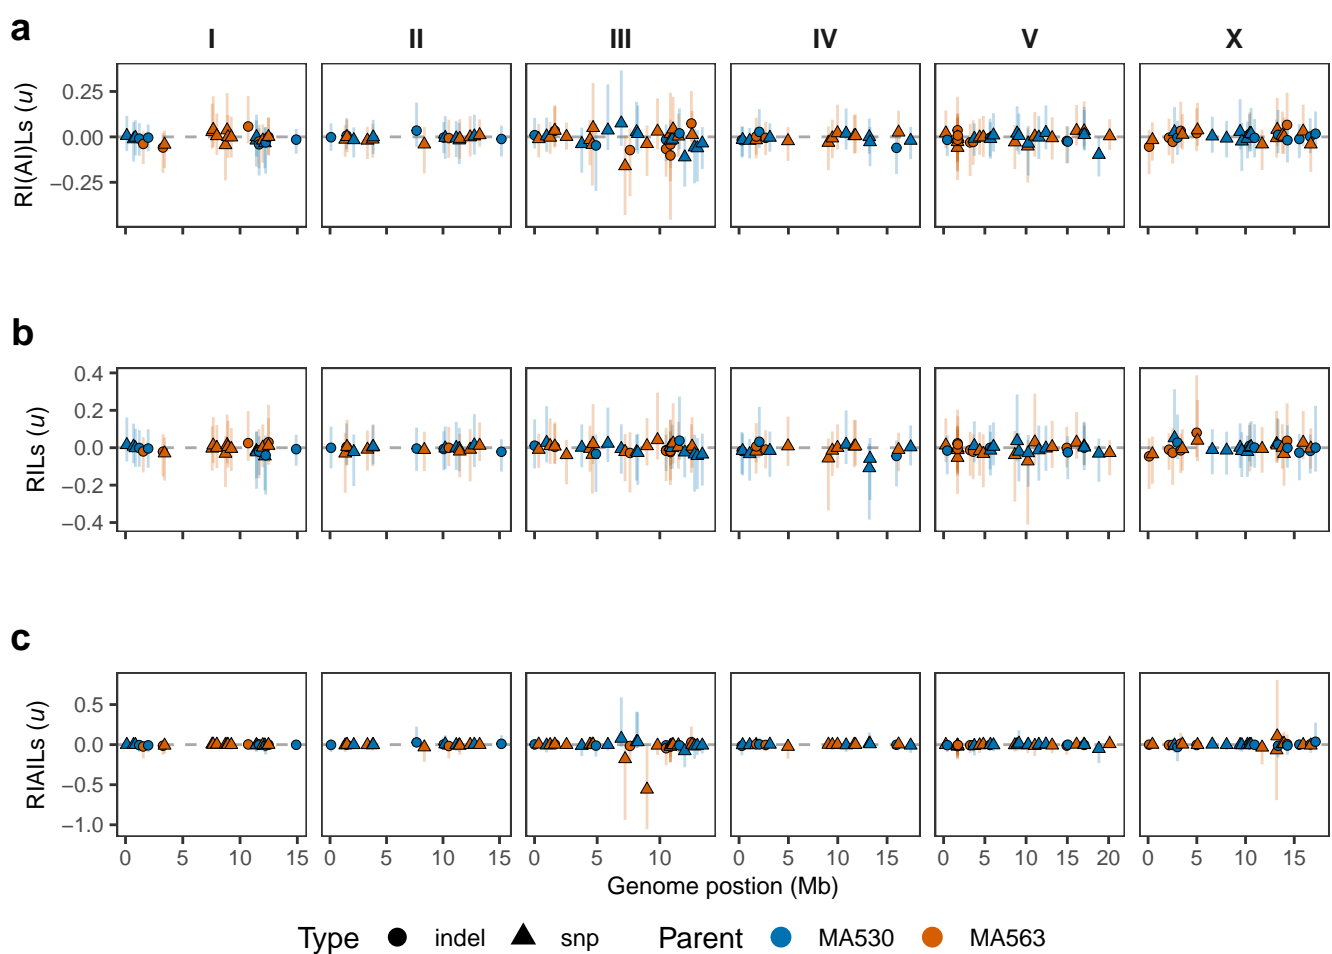 a
I II III IV V X
RI(AI)Ls (u)
0.25
0.00
−0.25
b
RILs (u)
0.4
0.2
0.0
−0.2
−0.4
c
RIAILs (u)
0.5
0.0
−0.5
−1.0
0 5 10 15 0 5 10 15 0 5 10 0 5 10 15 0 5 10 15 20 0 5 10 15
Genome postion (Mb)
Type indel snp Parent MA530 MA563